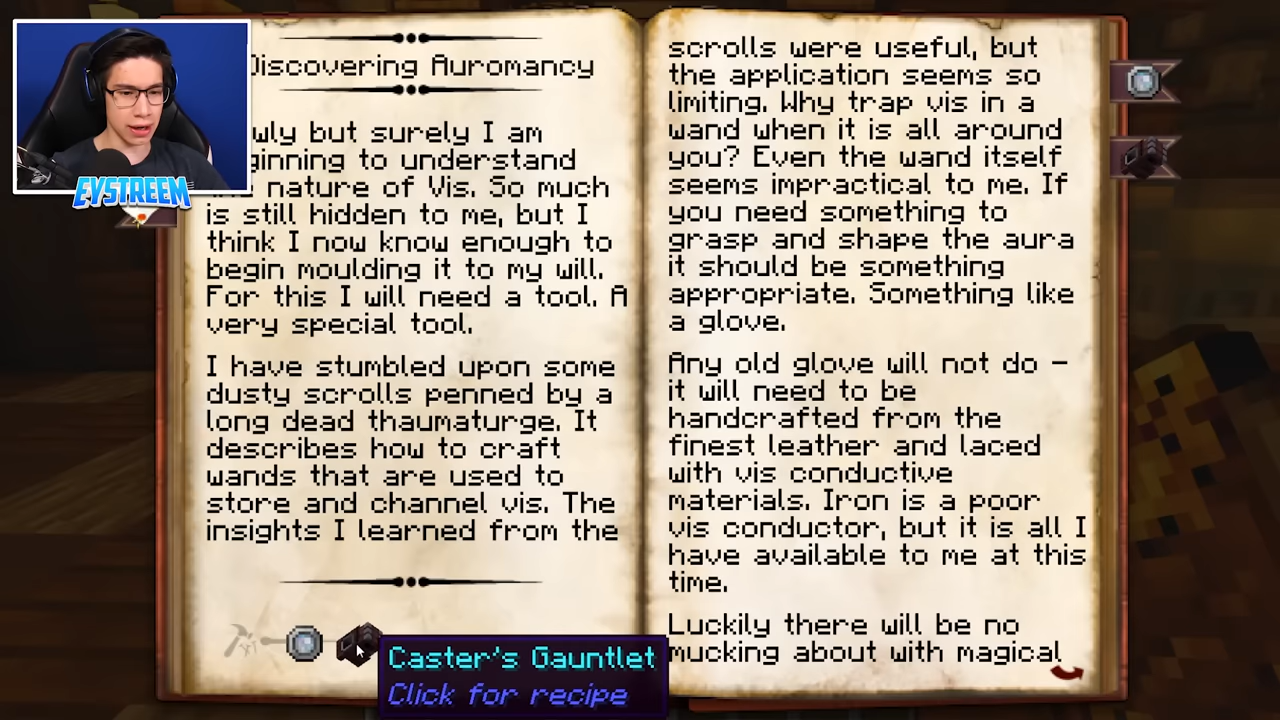 Discovering Auromancy
wly but surely I am
ginning to understand
nature of Vis. So much
is still hidden to me, but I
think I now know enough to
begin moulding it to my will.
For this I will need a tool. A
very special tool.
I have stumbled upon some
dusty scrolls penned by a
long dead thaumaturge. It
describes how to craft
wands that are used to
store and channel vis. The
insights I learned from the
scrolls were useful, but
the application seems so
limiting. Why trap vis in a
wand when it is all around
you? Even the wand itself
seems impractical to me. If
you need something to
grasp and shape the aura
it should be something
appropriate. Something like
a glove.
Any old glove will not do –
it will need to be
handcrafted from the
finest leather and laced
with vis conductive
materials. Iron is a poor
vis conductor, but it is all I
have available to me at this
time.
Luckily there will be no
mucking about with magical
EYSTREEM
Caster's Gauntlet
Click for recipe